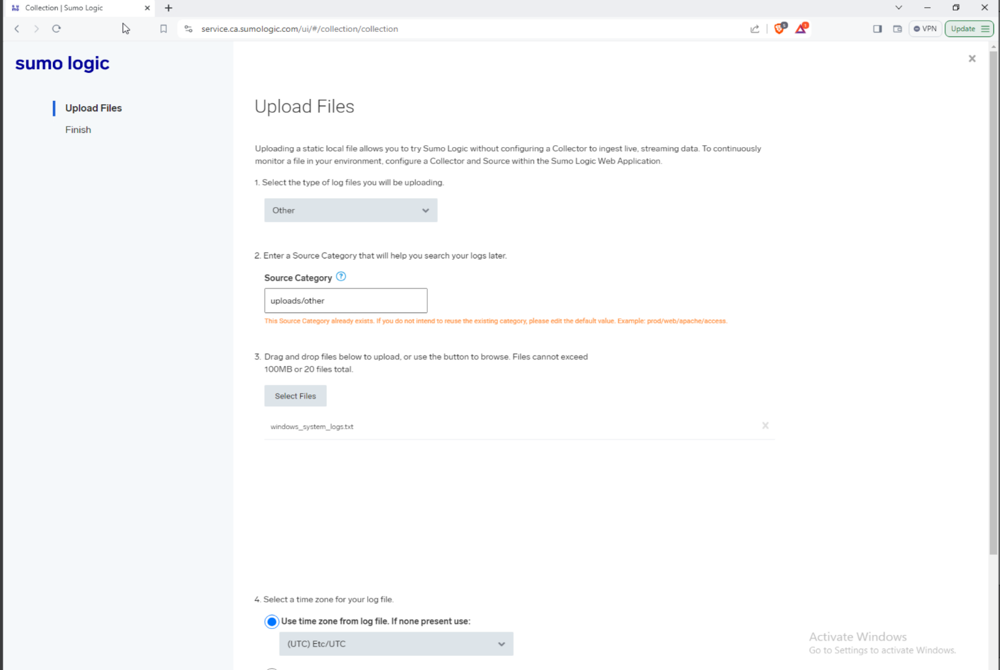 Collection | Sumo Logic
service.ca.sumologic.com/ui/#/collection/collection
5
1
VPN
Update
sumo logic
Upload Files
Finish
Upload Files
Uploading a static local file allows you to try Sumo Logic without configuring a Collector to ingest live, streaming data. To continuously
monitor a file in your environment, configure a Collector and Source within the Sumo Logic Web Application.
1. Select the type of log files you will be uploading.
Other
2. Enter a Source Category that will help you search your logs later.
Source Category ?
uploads/other
This Source Category already exists. If you do not intend to reuse the existing category, please edit the default value. Example: prod/web/apache/access.
3. Drag and drop files below to upload, or use the button to browse. Files cannot exceed
100MB or 20 files total.
Select Files
windows_system_logs.txt
4. Select a time zone for your log file.
Use time zone from log file. If none present use:
(UTC) Etc/UTC
Activate Windows
Go to Settings to activate Windows.